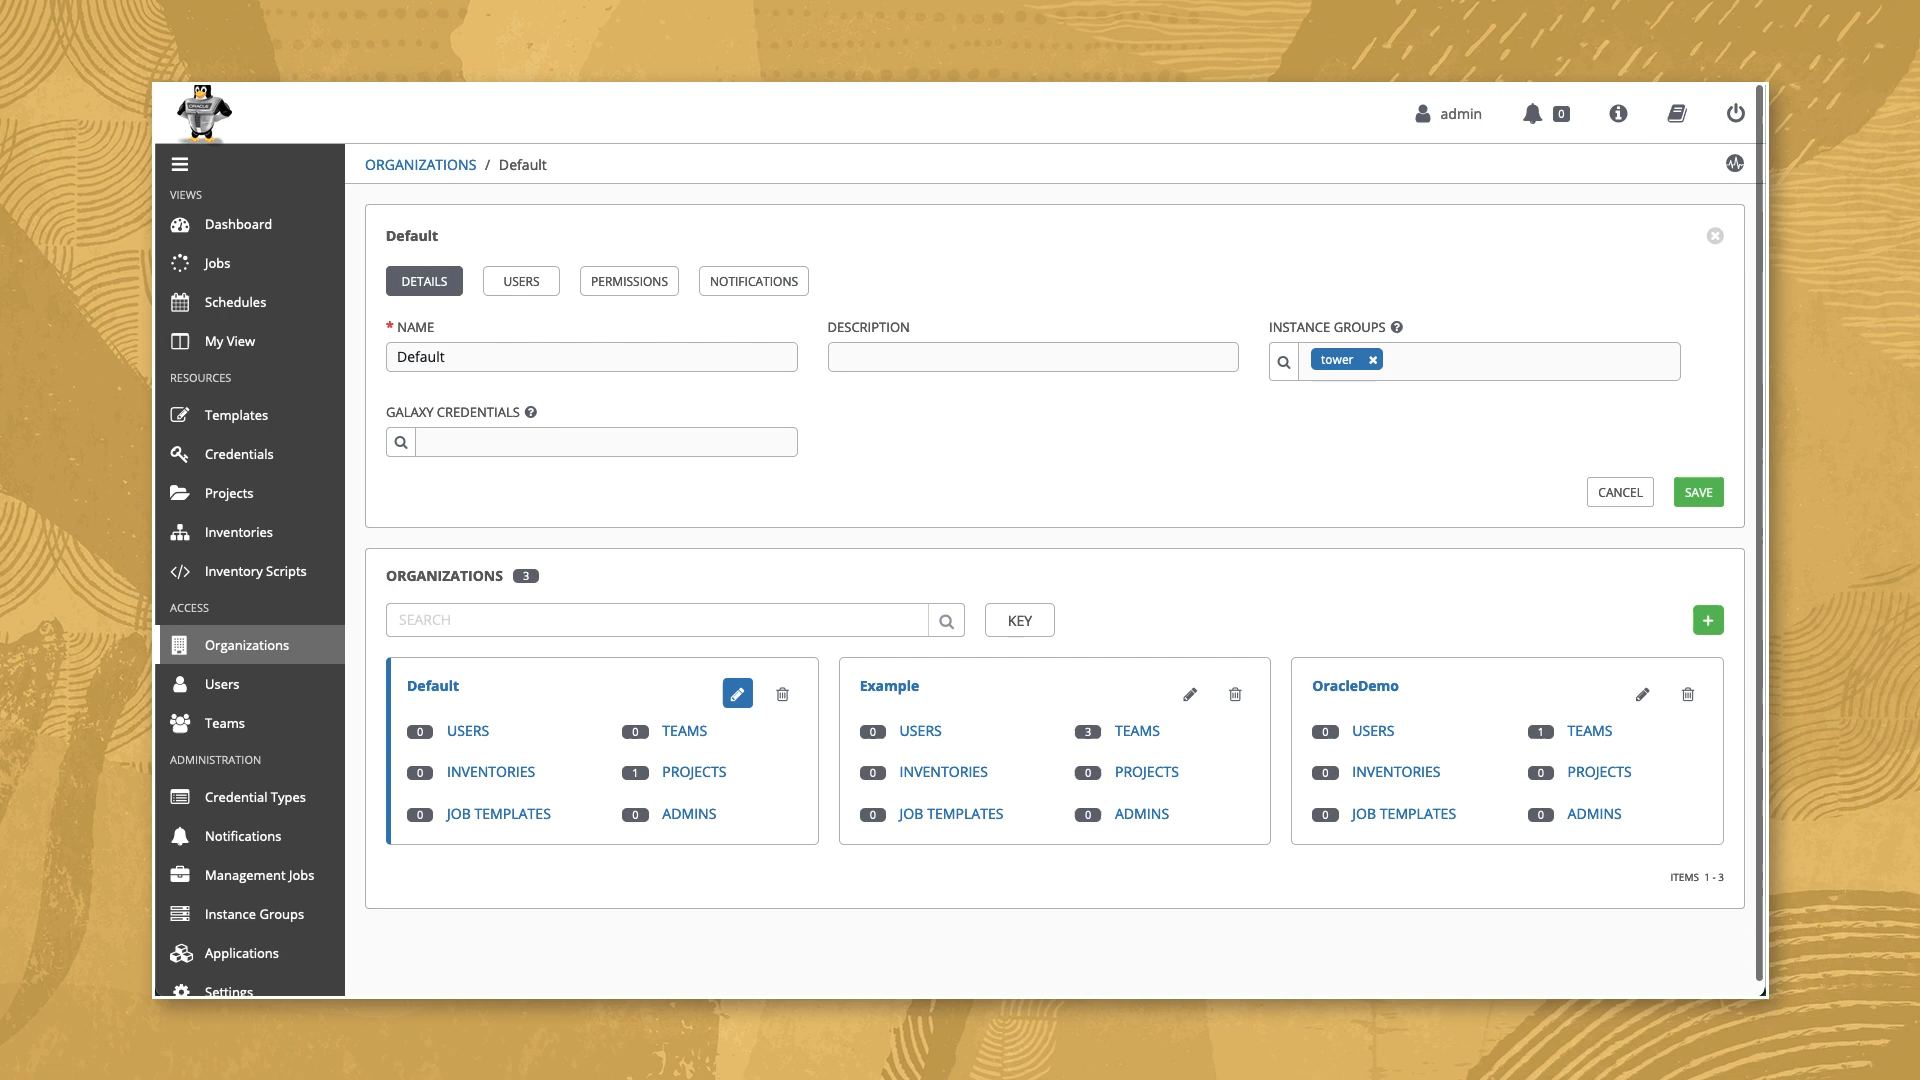 ORACLE
admin
0
ORGANIZATIONS / Default
VIEWS
Dashboard
Jobs
Schedules
My View
RESOURCES
Templates
Credentials
Projects
Inventories
Inventory Scripts
ACCESS
Organizations
Users
Teams
ADMINISTRATION
Credential Types
Notifications
Management Jobs
Instance Groups
Applications
Settings
Default
DETAILS USERS PERMISSIONS NOTIFICATIONS
* NAME DESCRIPTION INSTANCE GROUPS ?
Default tower x
GALAXY CREDENTIALS ?
CANCEL SAVE
ORGANIZATIONS 3
SEARCH KEY +
Default
0 USERS 0 TEAMS
0 INVENTORIES 1 PROJECTS
0 JOB TEMPLATES 0 ADMINS
Example
0 USERS 3 TEAMS
0 INVENTORIES 0 PROJECTS
0 JOB TEMPLATES 0 ADMINS
OracleDemo
0 USERS 1 TEAMS
0 INVENTORIES 0 PROJECTS
0 JOB TEMPLATES 0 ADMINS
ITEMS 1 - 3